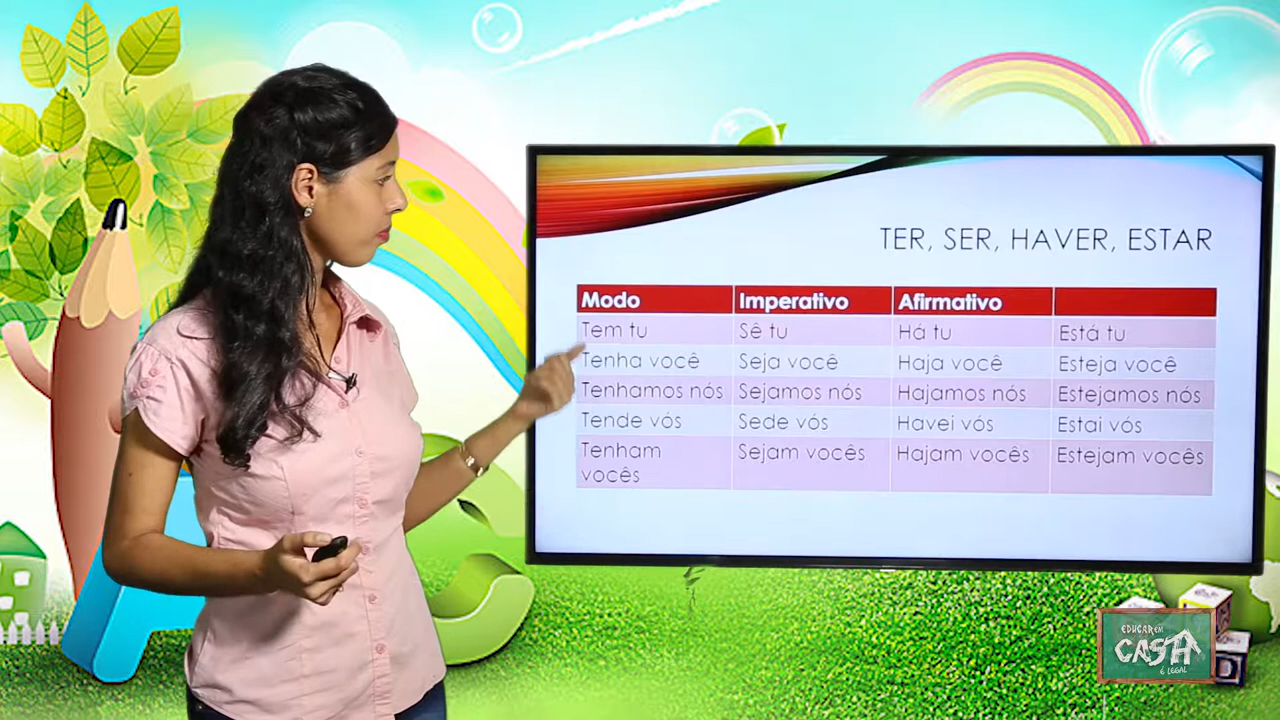 TER, SER, HAVER, ESTAR
Modo Imperativo Afirmativo
Tem tu Sê tu Há tu Está tu
Tenha você Seja você Haja você Esteja você
Tenhamos nós Sejamos nós Hajamos nós Estejamos nós
Tende vós Sede vós Havei vós Estai vós
Tenham vocês Sejam vocês Hajam vocês Estejam vocês
EDUCAR EM
CASA
É LEGAL